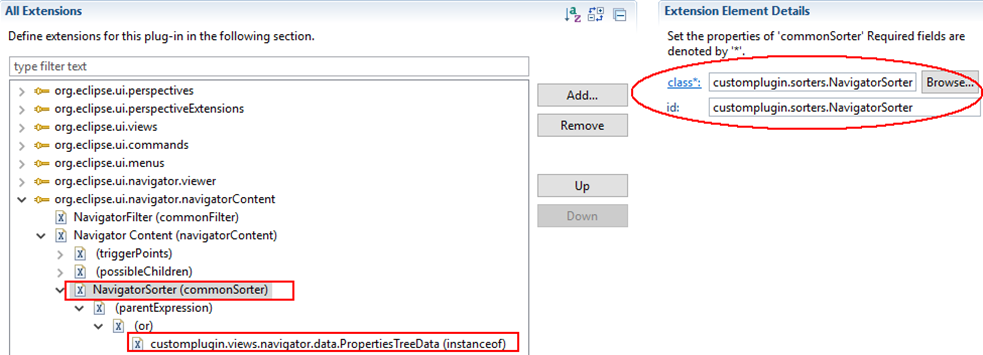 All Extensions
Define extensions for this plug-in in the following section.
type filter text
org.eclipse.ui.perspectives
org.eclipse.ui.perspectiveExtensions
org.eclipse.ui.views
org.eclipse.ui.commands
org.eclipse.ui.menus
org.eclipse.ui.navigator.viewer
org.eclipse.ui.navigator.navigatorContent
NavigatorFilter (commonFilter)
Navigator Content (navigatorContent)
(triggerPoints)
(possibleChildren)
NavigatorSorter (commonSorter)
(parentExpression)
(or)
customplugin.views.navigator.data.PropertiesTreeData (instanceof)
Add...
Remove
Up
Down
Extension Element Details
Set the properties of 'commonSorter' Required fields are
denoted by '*'.
class*: customplugin.sorters.NavigatorSorter Browse...
id: customplugin.sorters.NavigatorSorter